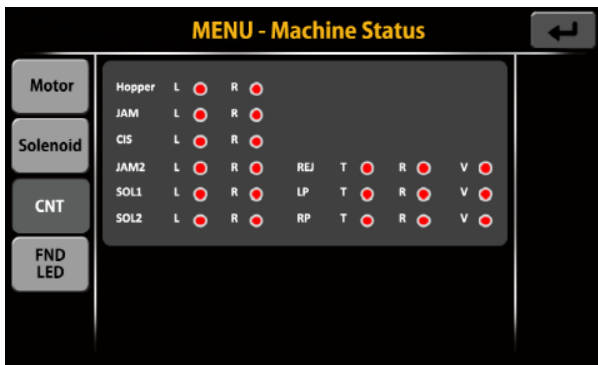 MENU - Machine Status
Motor
Solenoid
CNT
FND
LED
Hopper L R
JAM L R
CIS L R
JAM2 L R REJ T R V
SOL1 L R LP T R V
SOL2 L R RP T R V